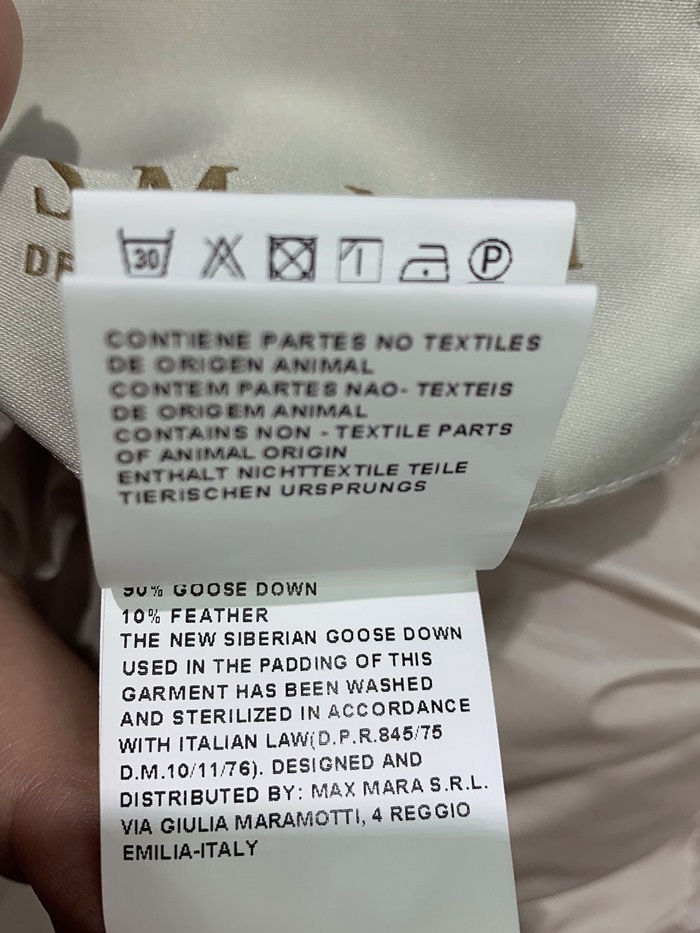 30
P
CONTIENE PARTES NO TEXTILES
DE ORIGEN ANIMAL
CONTEM PARTES NAO- TEXTEIS
DE ORIGEM ANIMAL
CONTAINS NON - TEXTILE PARTS
OF ANIMAL ORIGIN
ENTHALT NICHTTEXTILE TEILE
TIERISCHEN URSPRUNGS
90% GOOSE DOWN
10% FEATHER
THE NEW SIBERIAN GOOSE DOWN
USED IN THE PADDING OF THIS
GARMENT HAS BEEN WASHED
AND STERILIZED IN ACCORDANCE
WITH ITALIAN LAW(D.P.R.845/75
D.M.10/11/76). DESIGNED AND
DISTRIBUTED BY: MAX MARA S.R.L.
VIA GIULIA MARAMOTTI, 4 REGGIO
EMILIA-ITALY